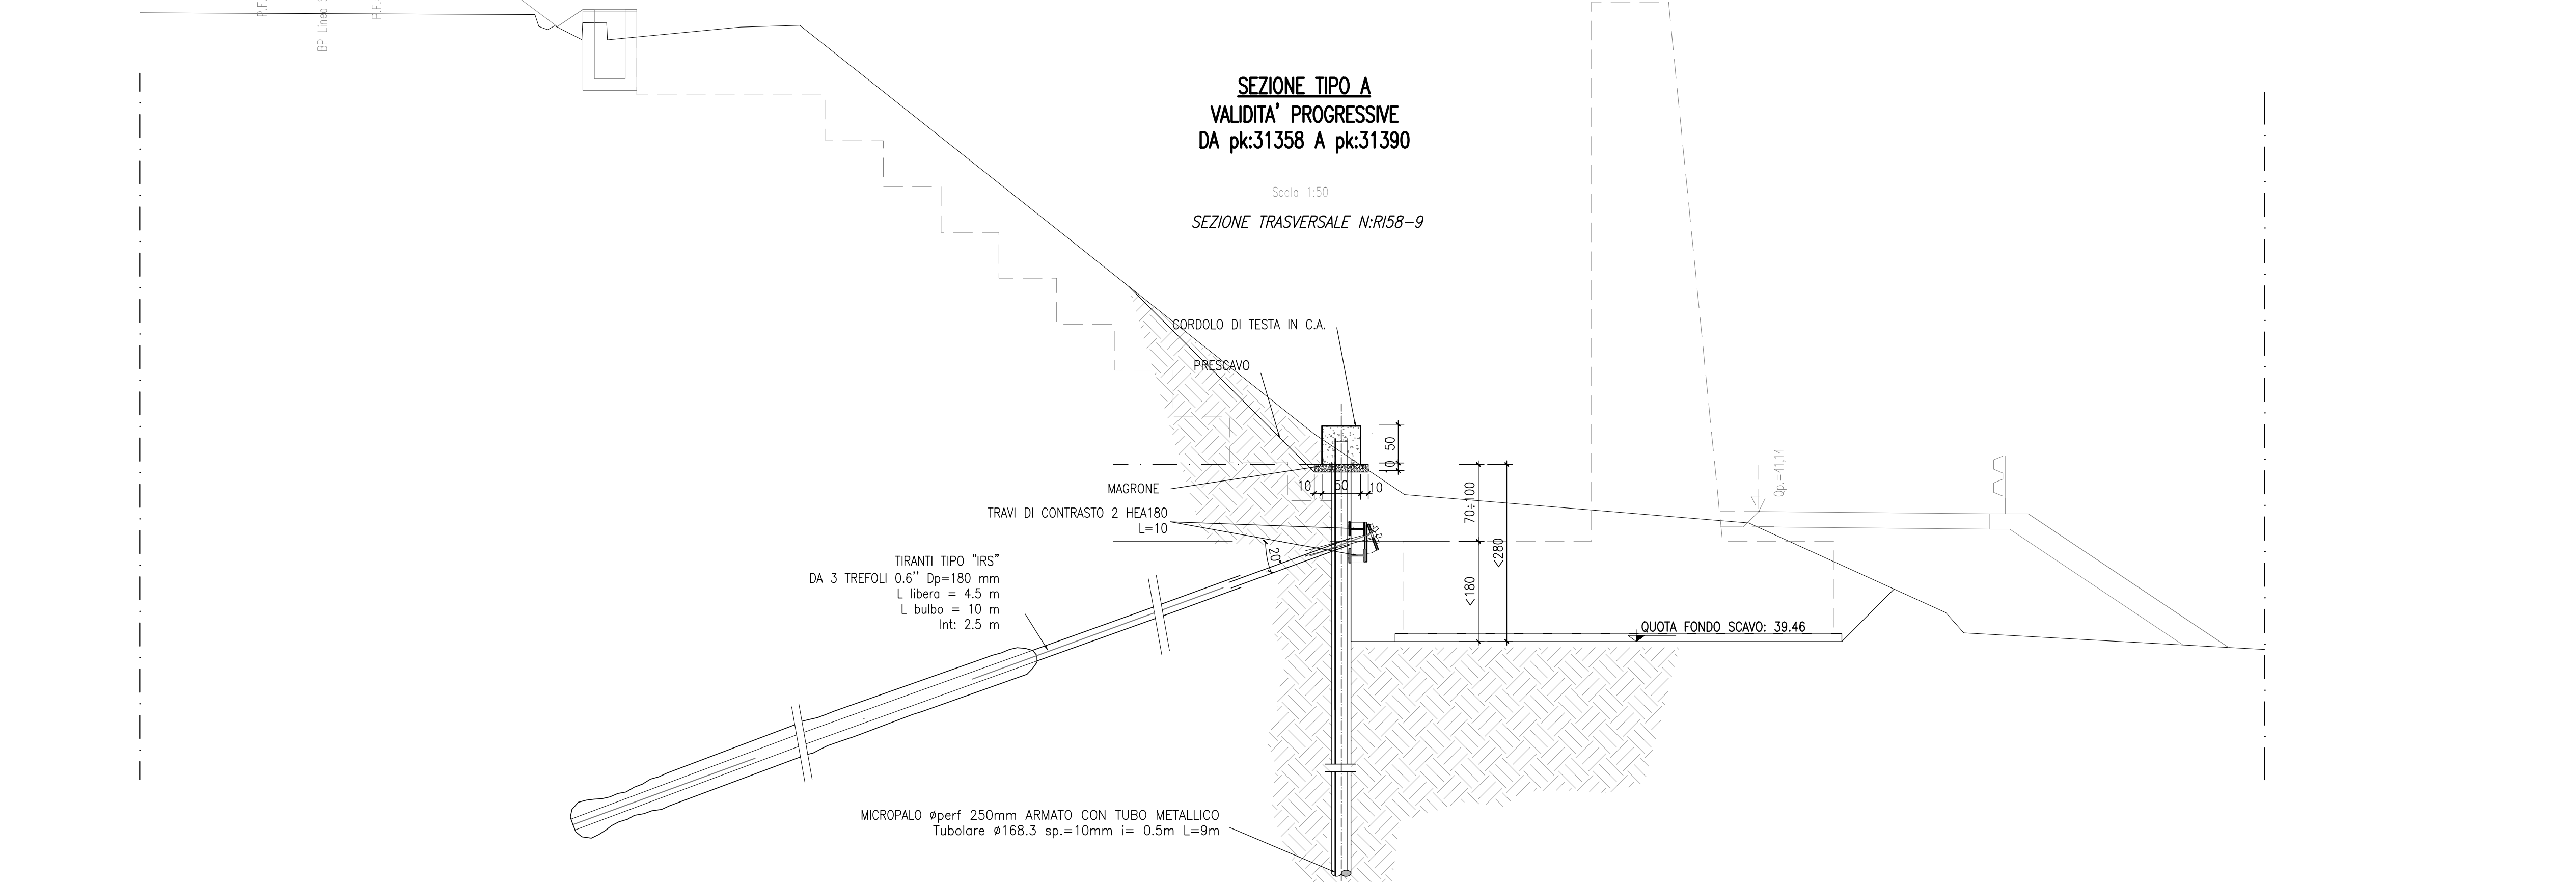 P.F.
BP Linea S
P.F.
SEZIONE TIPO A
VALIDITA' PROGRESSIVE
DA pk:31358 A pk:31390
Scala 1:50
SEZIONE TRASVERSALE N:RI58-9
CORDOLO DI TESTA IN C.A.
PRESCAVO
50
10
10 50 10
MAGRONE
TRAVI DI CONTRASTO 2 HEA180
L=10
20°
TIRANTI TIPO "IRS"
DA 3 TREFOLI 0.6'' Dp=180 mm
L libera = 4.5 m
L bulbo = 10 m
Int: 2.5 m
70÷100
<280
<180
Qp.=41,14
QUOTA FONDO SCAVO: 39.46
MICROPALO øperf 250mm ARMATO CON TUBO METALLICO
Tubolare ø168.3 sp.=10mm i= 0.5m L=9m